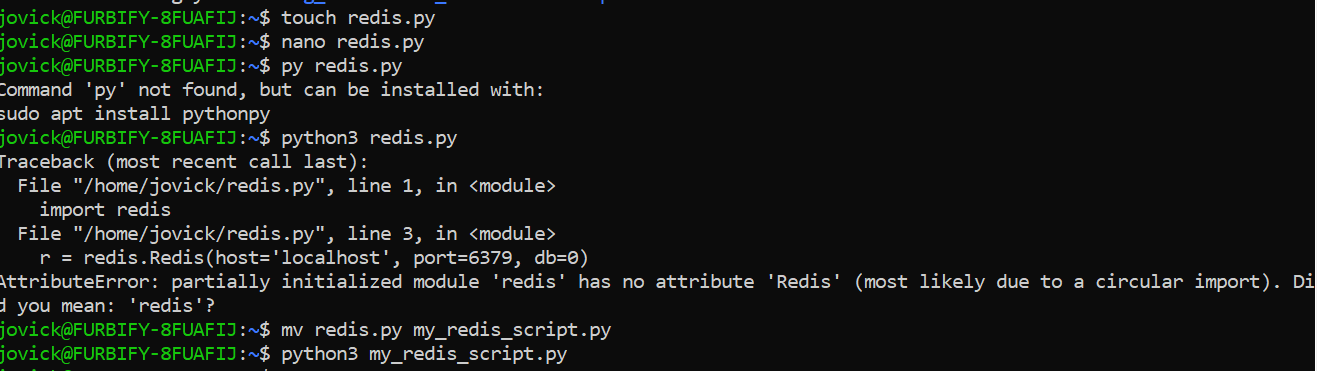 jovick@FURBIFY-8FUAFIJ:~$ touch redis.py
jovick@FURBIFY-8FUAFIJ:~$ nano redis.py
jovick@FURBIFY-8FUAFIJ:~$ py redis.py
Command 'py' not found, but can be installed with:
sudo apt install pythonpy
jovick@FURBIFY-8FUAFIJ:~$ python3 redis.py
Traceback (most recent call last):
  File "/home/jovick/redis.py", line 1, in <module>
    import redis
  File "/home/jovick/redis.py", line 3, in <module>
    r = redis.Redis(host='localhost', port=6379, db=0)
AttributeError: partially initialized module 'redis' has no attribute 'Redis' (most likely due to a circular import). Di
d you mean: 'redis'?
jovick@FURBIFY-8FUAFIJ:~$ mv redis.py my_redis_script.py
jovick@FURBIFY-8FUAFIJ:~$ python3 my_redis_script.py